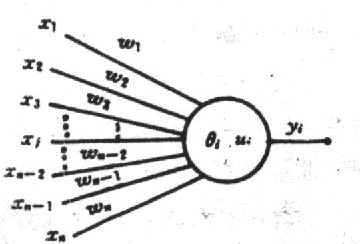 x₁ w₁
x₂ w₂
x₃ w₃
xⱼ
θᵢ uᵢ yᵢ
xₙ₋₂ wₙ₋₂
xₙ₋₁ wₙ₋₁
xₙ wₙ